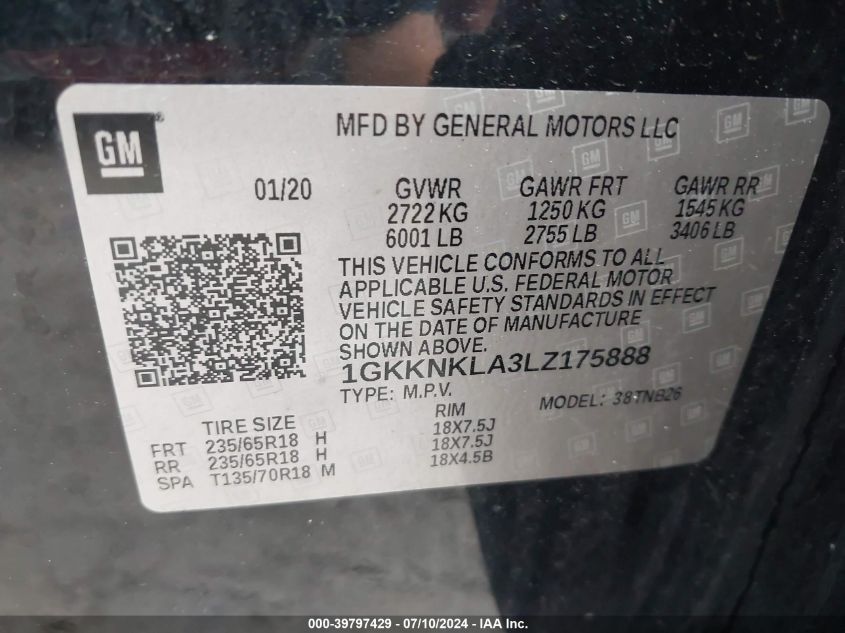 GM
MFD BY GENERAL MOTORS LLC
01/20 GVWR GAWR FRT GAWR RR
2722 KG 1250 KG 1545 KG
6001 LB 2755 LB 3406 LB
THIS VEHICLE CONFORMS TO ALL
APPLICABLE U.S. FEDERAL MOTOR
VEHICLE SAFETY STANDARDS IN EFFECT
ON THE DATE OF MANUFACTURE
SHOWN ABOVE.
1GKKNKLA3LZ175888
TYPE: M.P.V. MODEL: 38TNB26
TIRE SIZE RIM
FRT 235/65R18 H 18X7.5J
RR 235/65R18 H 18X7.5J
SPA T135/70R18 M 18X4.5B
000-39797429 - 07/10/2024 - IAA Inc.